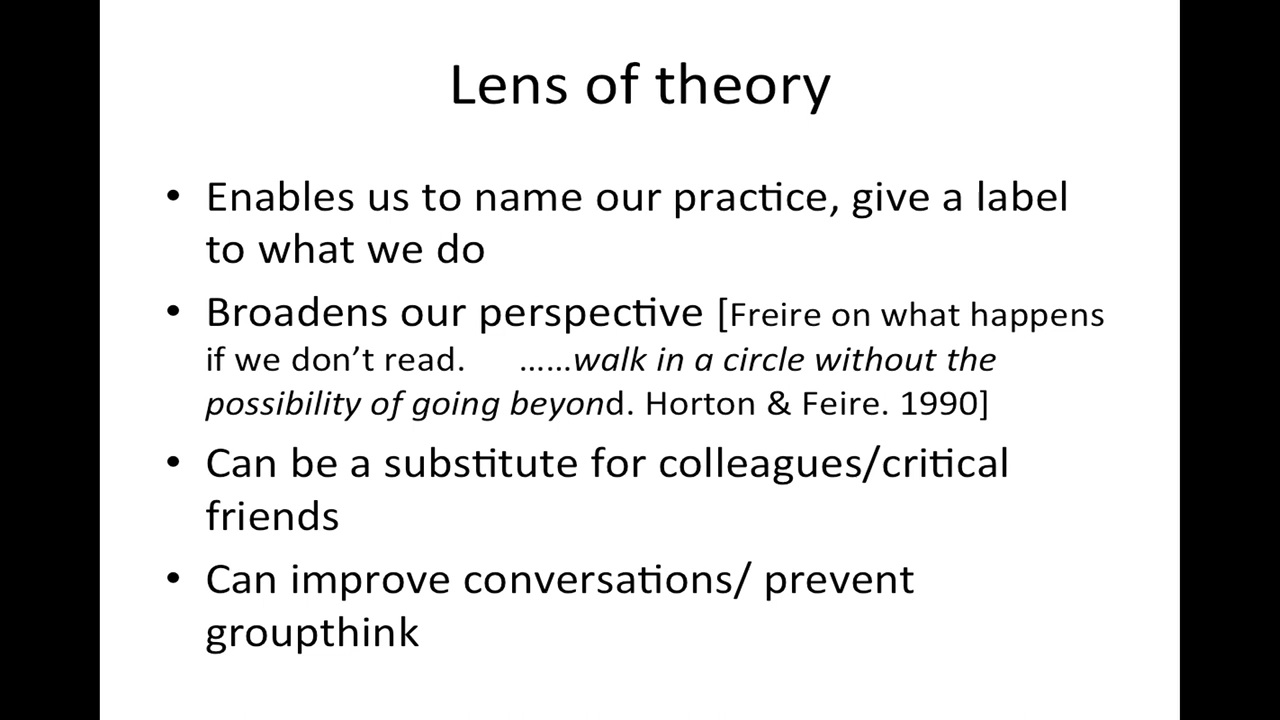 Lens of theory
• Enables us to name our practice, give a label
to what we do
• Broadens our perspective [Freire on what happens
if we don’t read. ……walk in a circle without the
possibility of going beyond. Horton & Feire. 1990]
• Can be a substitute for colleagues/critical
friends
• Can improve conversations/ prevent
groupthink